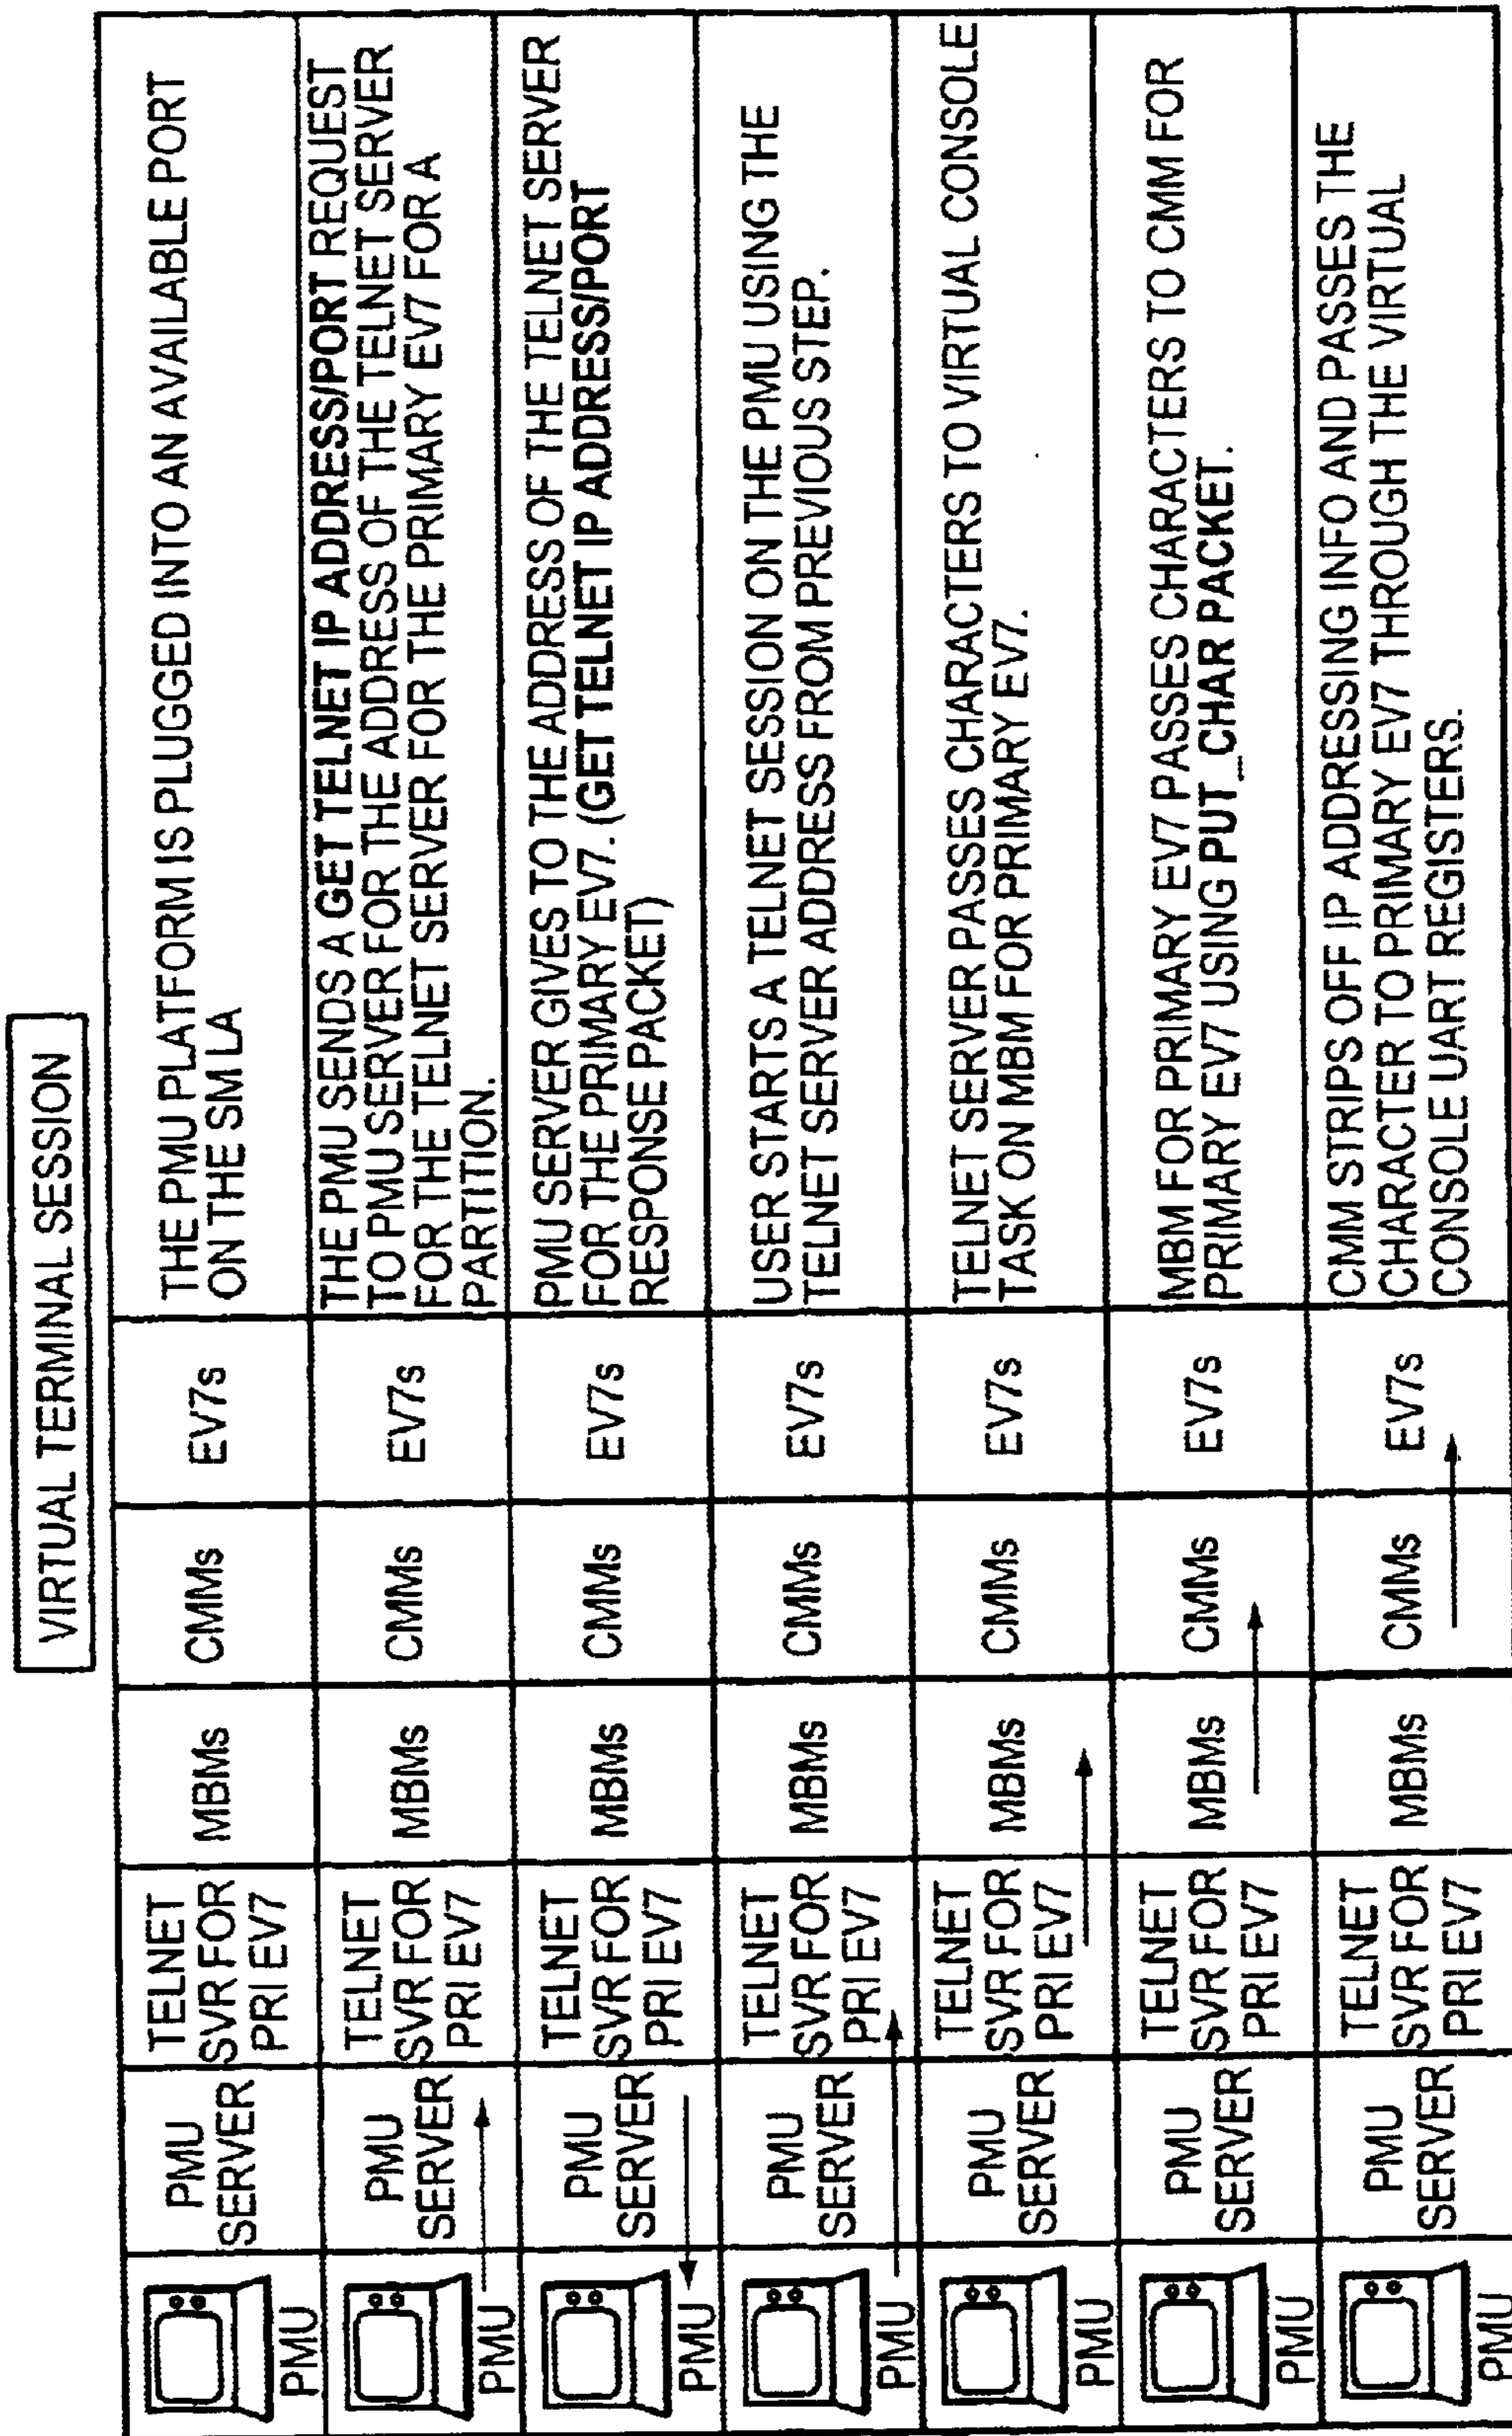 VIRTUAL TERMINAL SESSION
PMU
PMU
SERVER
TELNET
SVR FOR
PRI EV7
MBMs
CMMs
EV7s
THE PMU PLATFORM IS PLUGGED INTO AN AVAILABLE PORT
ON THE SM LA
PMU
PMU
SERVER
TELNET
SVR FOR
PRI EV7
MBMs
CMMs
EV7s
THE PMU SENDS A GET TELNET IP ADDRESS/PORT REQUEST
TO PMU SERVER FOR THE ADDRESS OF THE TELNET SERVER
FOR THE TELNET SERVER FOR THE PRIMARY EV7 FOR A
PARTITION.
PMU
PMU
SERVER
TELNET
SVR FOR
PRI EV7
MBMs
CMMs
EV7s
PMU SERVER GIVES TO THE ADDRESS OF THE TELNET SERVER
FOR THE PRIMARY EV7. (GET TELNET IP ADDRESS/PORT
RESPONSE PACKET)
PMU
PMU
SERVER
TELNET
SVR FOR
PRI EV7
MBMs
CMMs
EV7s
USER STARTS A TELNET SESSION ON THE PMU USING THE
TELNET SERVER ADDRESS FROM PREVIOUS STEP.
PMU
PMU
SERVER
TELNET
SVR FOR
PRI EV7
MBMs
CMMs
EV7s
TELNET SERVER PASSES CHARACTERS TO VIRTUAL CONSOLE
TASK ON MBM FOR PRIMARY EV7.
PMU
PMU
SERVER
TELNET
SVR FOR
PRI EV7
MBMs
CMMs
EV7s
MBM FOR PRIMARY EV7 PASSES CHARACTERS TO CMM FOR
PRIMARY EV7 USING PUT_CHAR PACKET.
PMU
PMU
SERVER
TELNET
SVR FOR
PRI EV7
MBMs
CMMs
EV7s
CMM STRIPS OFF IP ADDRESSING INFO AND PASSES THE
CHARACTER TO PRIMARY EV7 THROUGH THE VIRTUAL
CONSOLE UART REGISTERS.